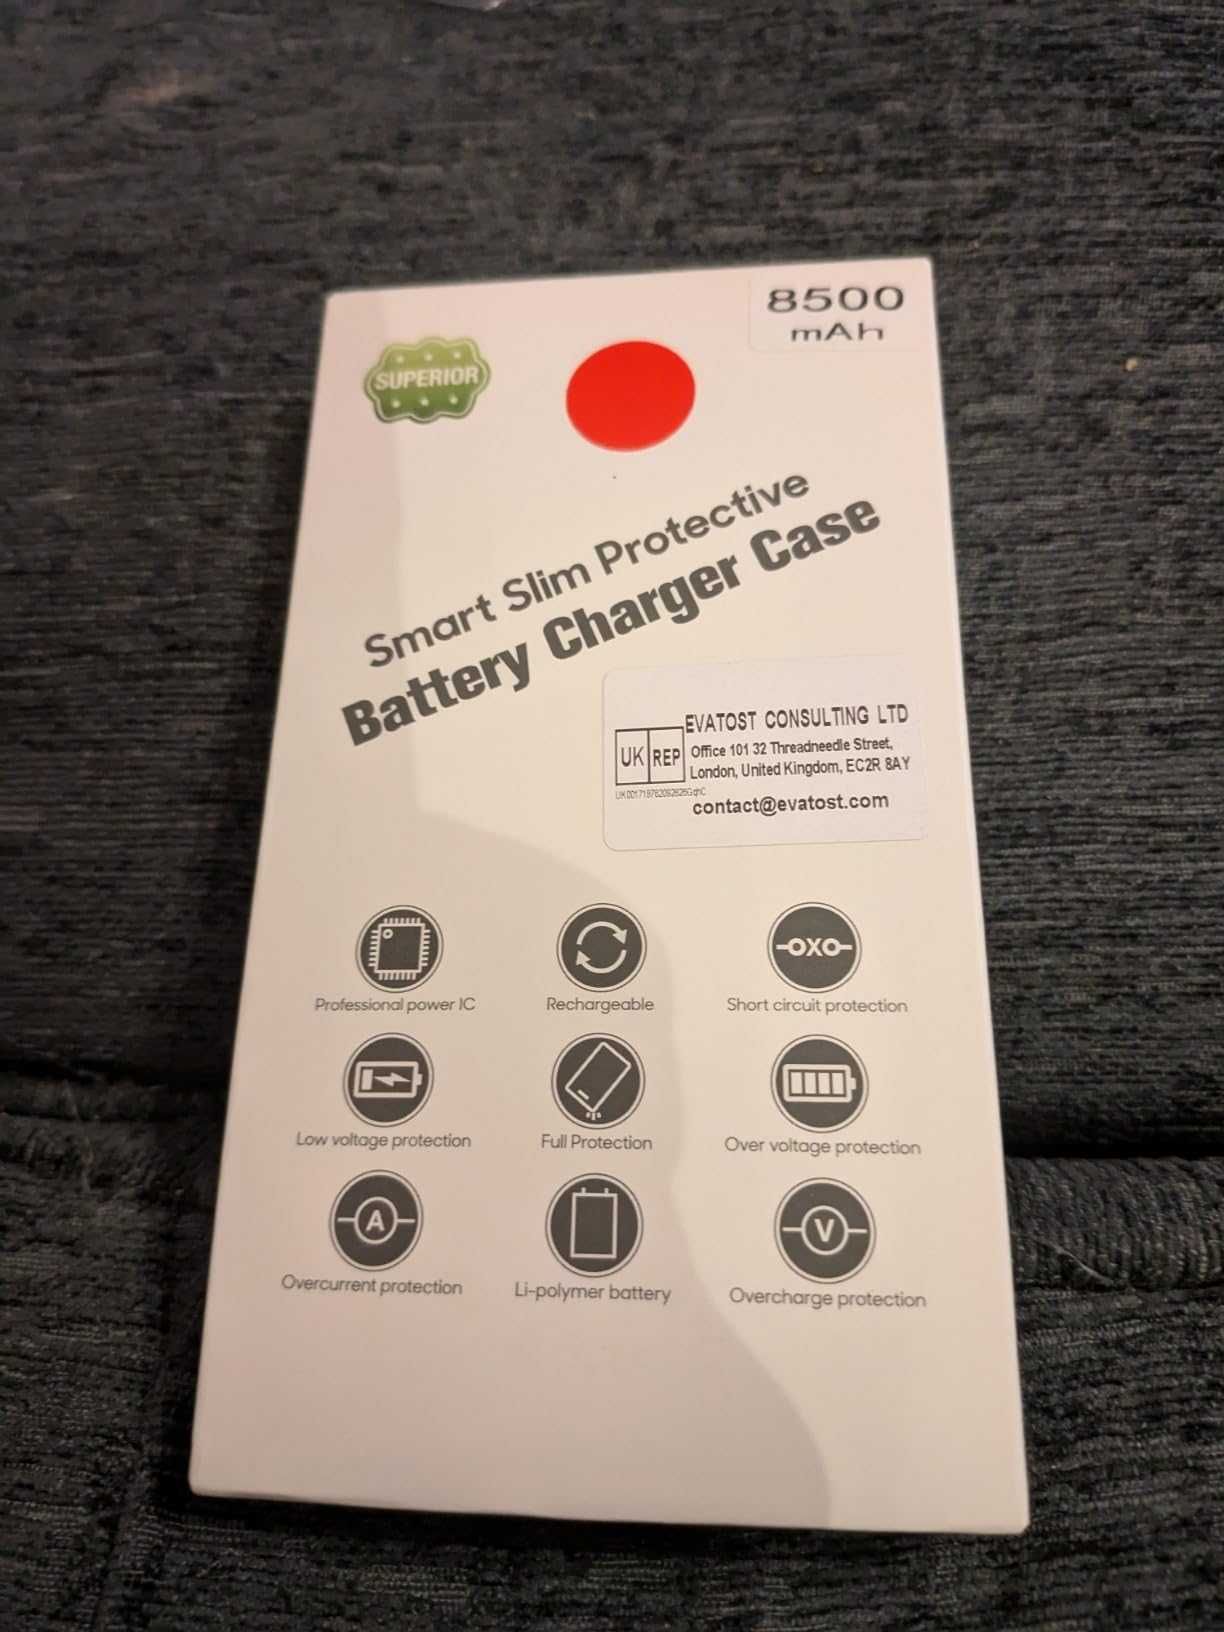 SUPERIOR
8500
mAh
Smart Slim Protective
Battery Charger Case
UK REP
EVATOST CONSULTING LTD
Office 101 32 Threadneedle Street,
London, United Kingdom, EC2R 8AY
contact@evatost.com
Professional power IC
Rechargeable
OXO
Short circuit protection
Low voltage protection
Full Protection
Over voltage protection
A
Overcurrent protection
Li-polymer battery
V
Overcharge protection